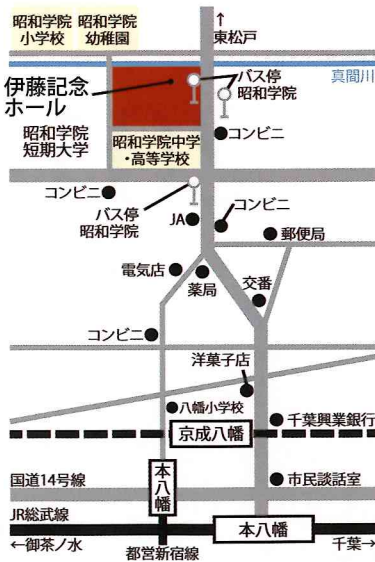 昭和学院
小学校
昭和学院
幼稚園
↑
東松戸
真間川
伊藤記念
ホール
バス停
昭和学院
昭和学院
短期大学
昭和学院中学
・高等学校
コンビニ
コンビニ
バス停
昭和学院
コンビニ
JA
郵便局
電気店
薬局
交番
コンビニ
洋菓子店
八幡小学校
千葉興業銀行
京成八幡
本八幡
国道14号線
市民談話室
JR総武線
本八幡
←御茶ノ水
都営新宿線
千葉→